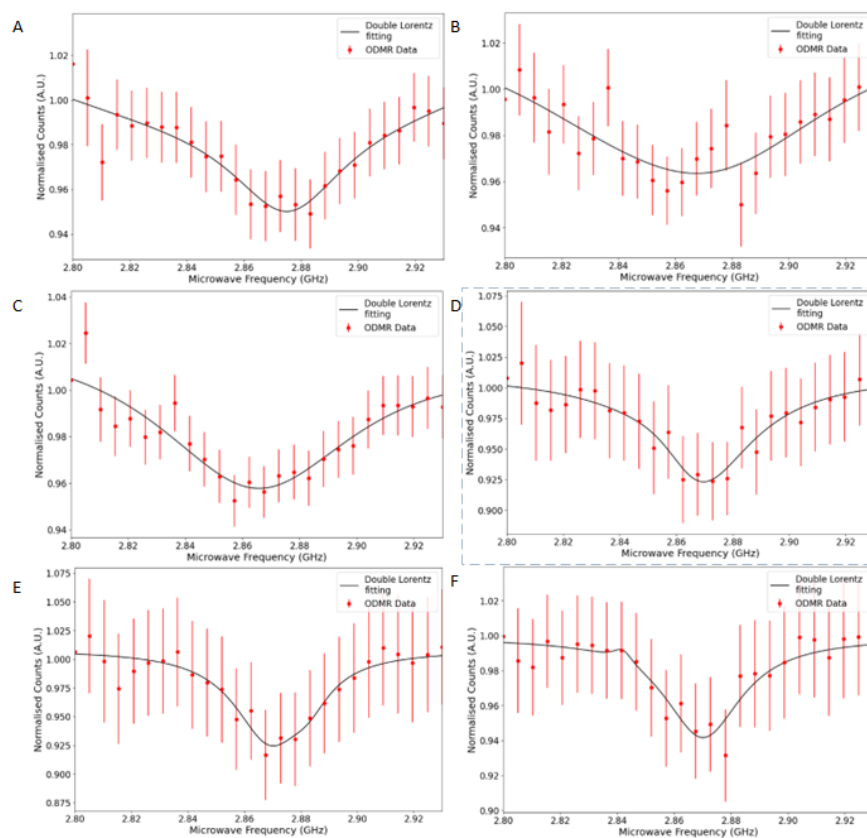 A
Normalised Counts (A.U.)
1.02
1.00
0.98
0.96
0.94
Double Lorentz
fitting
ODMR Data
2.80 2.82 2.84 2.86 2.88 2.90 2.92
Microwave Frequency (GHz)
B
Normalised Counts (A.U.)
1.02
1.00
0.98
0.96
0.94
Double Lorentz
fitting
ODMR Data
2.80 2.82 2.84 2.86 2.88 2.90 2.92
Microwave Frequency (GHz)
C
Normalised Counts (A.U.)
1.04
1.02
1.00
0.98
0.96
0.94
Double Lorentz
fitting
ODMR Data
2.80 2.82 2.84 2.86 2.88 2.90 2.92
Microwave Frequency (GHz)
D
Normalised Counts (A.U.)
1.075
1.050
1.025
1.000
0.975
0.950
0.925
0.900
Double Lorentz
fitting
ODMR Data
2.80 2.82 2.84 2.86 2.88 2.90 2.92
Microwave Frequency (GHz)
E
Normalised Counts (A.U.)
1.075
1.050
1.025
1.000
0.975
0.950
0.925
0.900
0.875
Double Lorentz
fitting
ODMR Data
2.80 2.82 2.84 2.86 2.88 2.90 2.92
Microwave Frequency (GHz)
F
Normalised Counts (A.U.)
1.02
1.00
0.98
0.96
0.94
0.92
0.90
Double Lorentz
fitting
ODMR Data
2.80 2.82 2.84 2.86 2.88 2.90 2.92
Microwave Frequency (GHz)